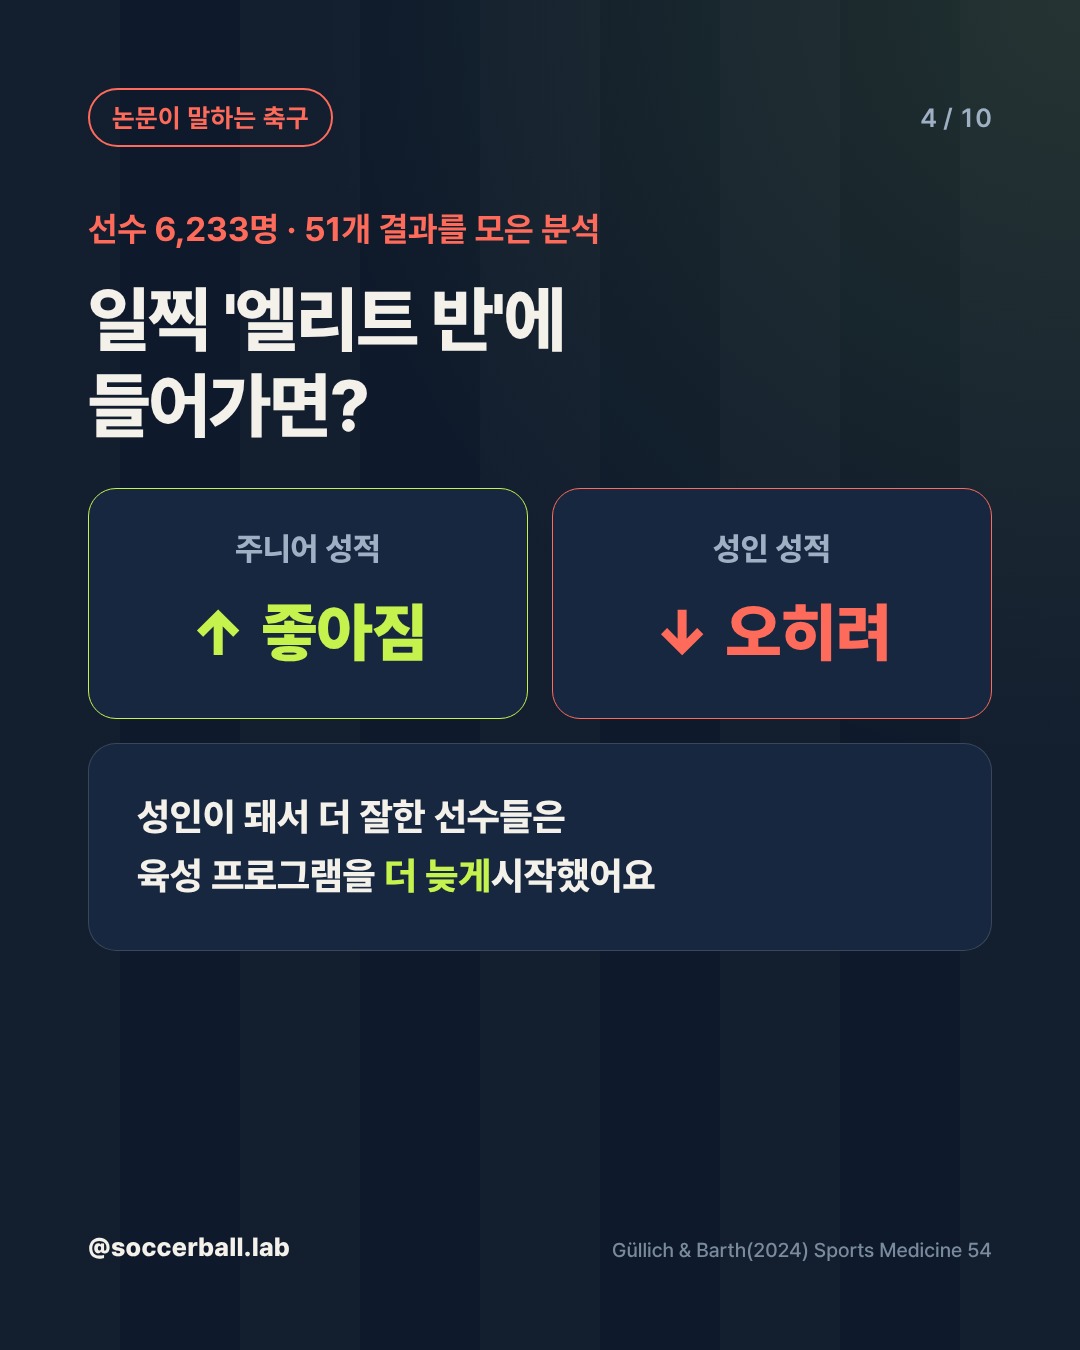 논문이 말하는 축구
4 / 10
선수 6,233명 · 51개 결과를 모은 분석
일찍 '엘리트 반'에
들어가면?
주니어 성적
↑ 좋아짐
성인 성적
↓ 오히려
성인이 돼서 더 잘한 선수들은
육성 프로그램을 더 늦게시작했어요
@soccerball.lab
Güllich & Barth(2024) Sports Medicine 54